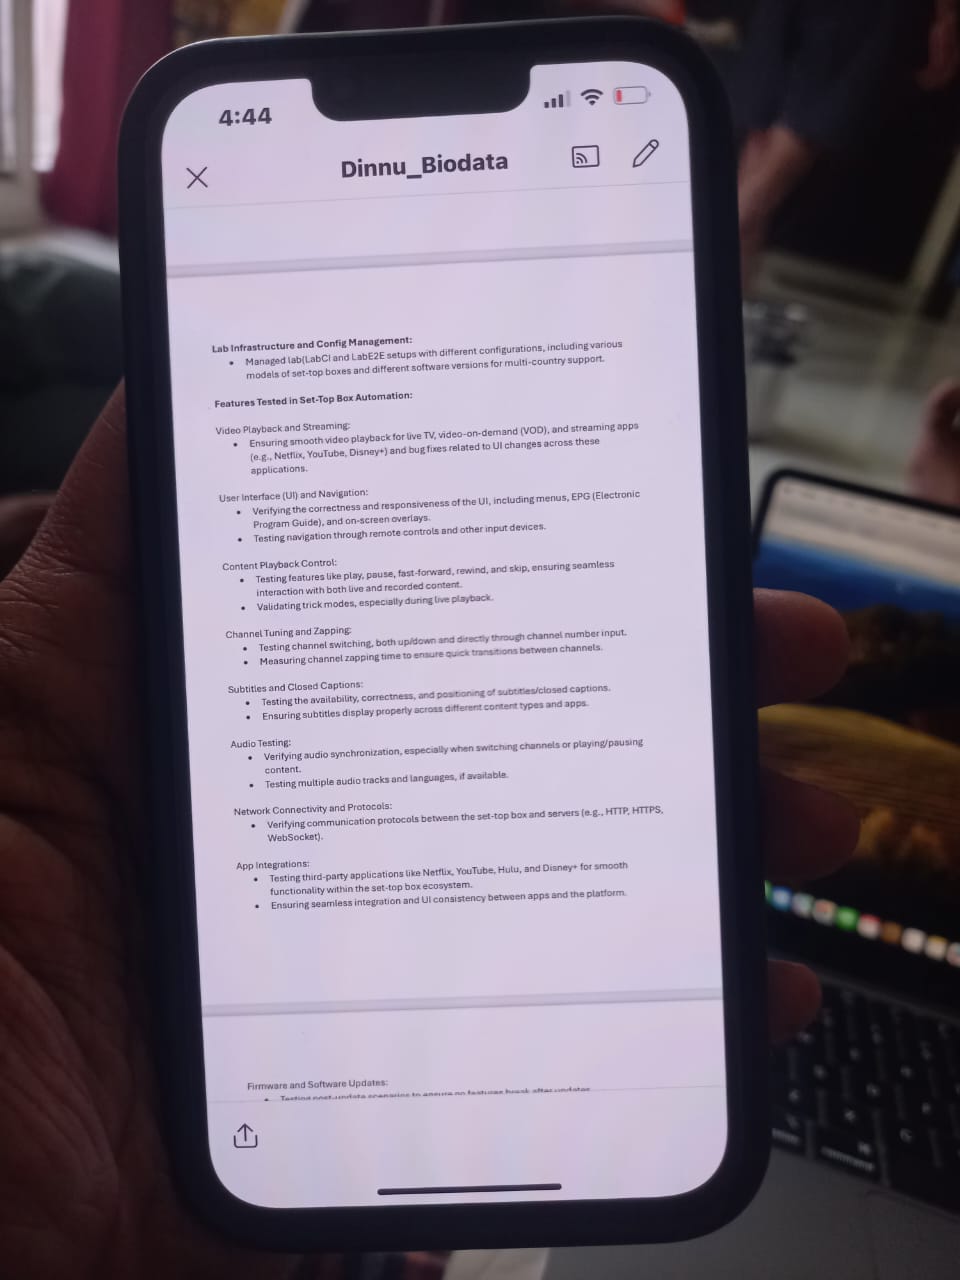 4:44
Dinnu_Biodata
Lab Infrastructure and Config Management:
• Managed lab(LabCI and LabE2E setups with different configurations, including various
models of set-top boxes and different software versions for multi-country support.
Features Tested in Set-Top Box Automation:
Video Playback and Streaming:
• Ensuring smooth video playback for live TV, video-on-demand (VOD), and streaming apps
(e.g., Netflix, YouTube, Disney+) and bug fixes related to UI changes across these
applications.
User Interface (UI) and Navigation:
• Verifying the correctness and responsiveness of the UI, including menus, EPG (Electronic
Program Guide), and on-screen overlays.
• Testing navigation through remote controls and other input devices.
Content Playback Control:
• Testing features like play, pause, fast-forward, rewind, and skip, ensuring seamless
interaction with both live and recorded content.
• Validating trick modes, especially during live playback.
Channel Tuning and Zapping:
• Testing channel switching, both up/down and directly through channel number input.
• Measuring channel zapping time to ensure quick transitions between channels.
Subtitles and Closed Captions:
• Testing the availability, correctness, and positioning of subtitles/closed captions.
• Ensuring subtitles display properly across different content types and apps.
Audio Testing:
• Verifying audio synchronization, especially when switching channels or playing/pausing
content.
• Testing multiple audio tracks and languages, if available.
Network Connectivity and Protocols:
• Verifying communication protocols between the set-top box and servers (e.g., HTTP, HTTPS,
WebSocket).
App Integrations:
• Testing third-party applications like Netflix, YouTube, Hulu, and Disney+ for smooth
functionality within the set-top box ecosystem.
• Ensuring seamless integration and UI consistency between apps and the platform.
Firmware and Software Updates:
• Testing post-update scenarios to ensure no features break after updates
command